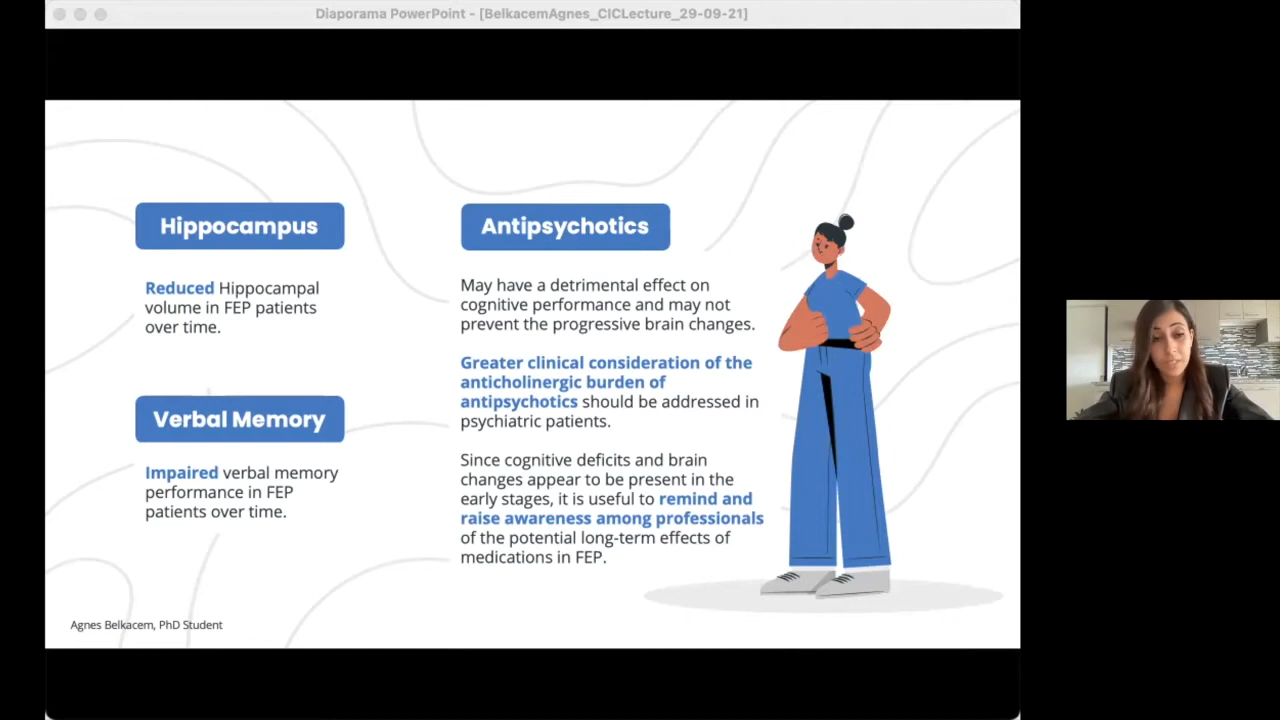 Diaporama PowerPoint - [BelkacemAgnes_CICLecture_29-09-21]
Hippocampus
Reduced Hippocampal
volume in FEP patients
over time.
Verbal Memory
Impaired verbal memory
performance in FEP
patients over time.
Antipsychotics
May have a detrimental effect on
cognitive performance and may not
prevent the progressive brain changes.
Greater clinical consideration of the
anticholinergic burden of
antipsychotics should be addressed in
psychiatric patients.
Since cognitive deficits and brain
changes appear to be present in the
early stages, it is useful to remind and
raise awareness among professionals
of the potential long-term effects of
medications in FEP.
Agnes Belkacem, PhD Student